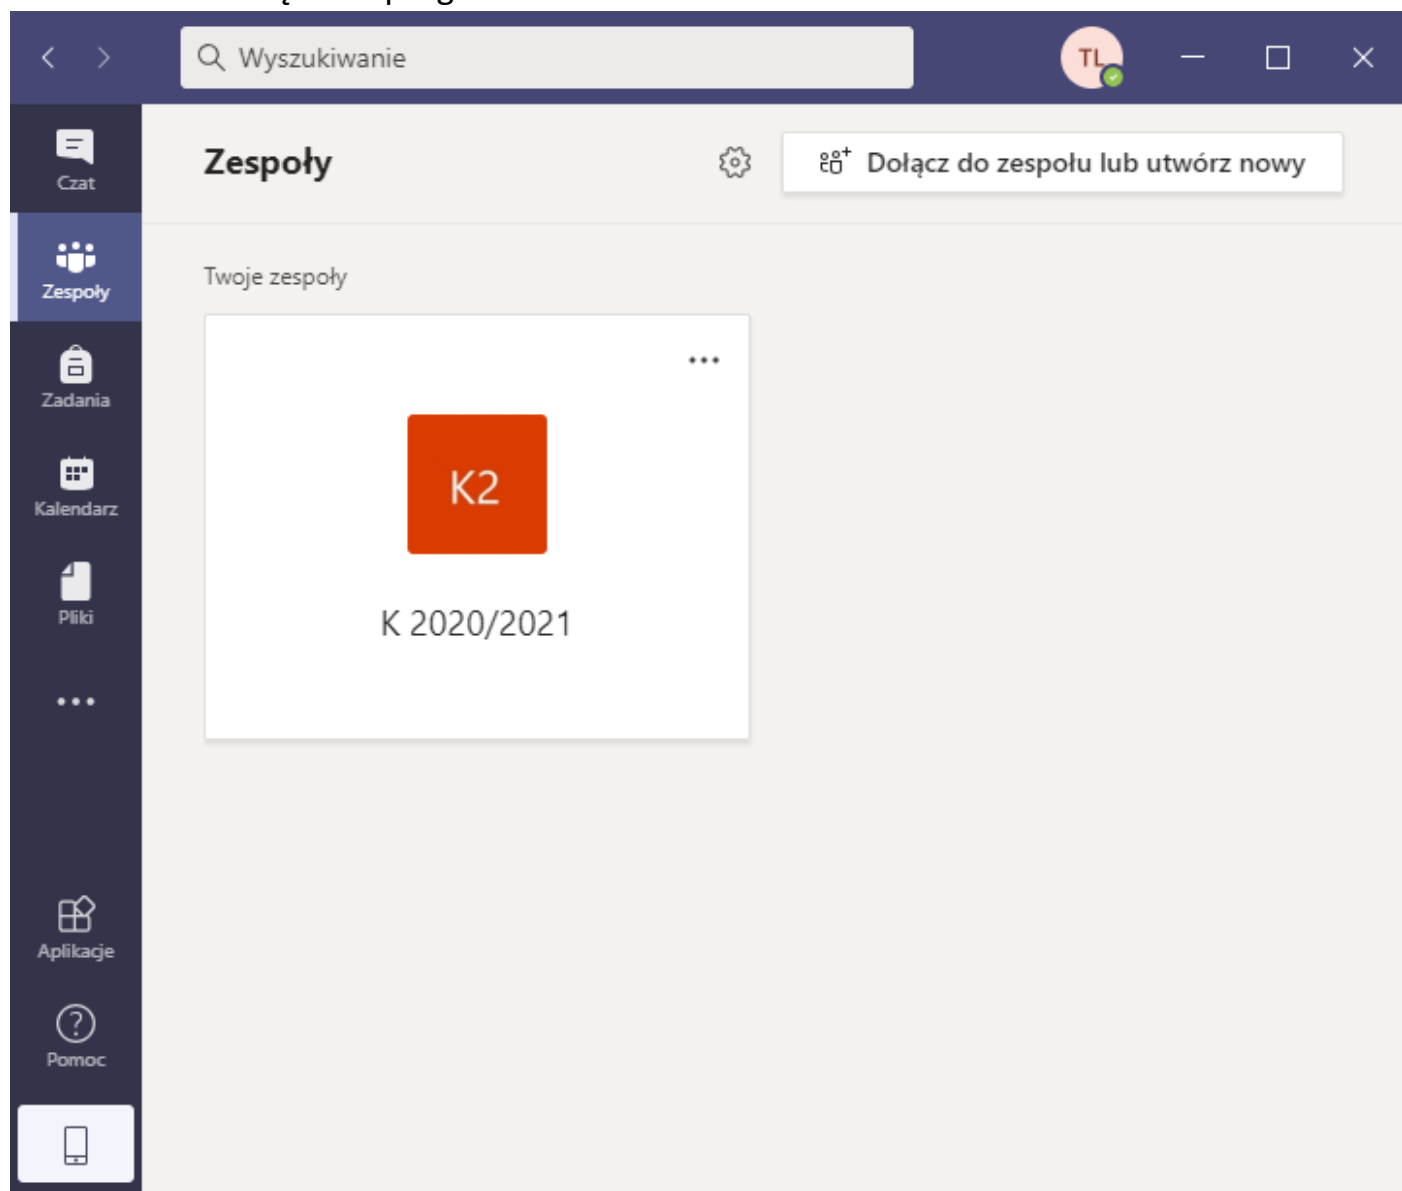 Wyszukiwanie
TL
Czat
Zespoły
Dołącz do zespołu lub utwórz nowy
Zespoły
Twoje zespoły
Zadania
K2
Kalendarz
K 2020/2021
Pliki
Aplikacje
Pomoc